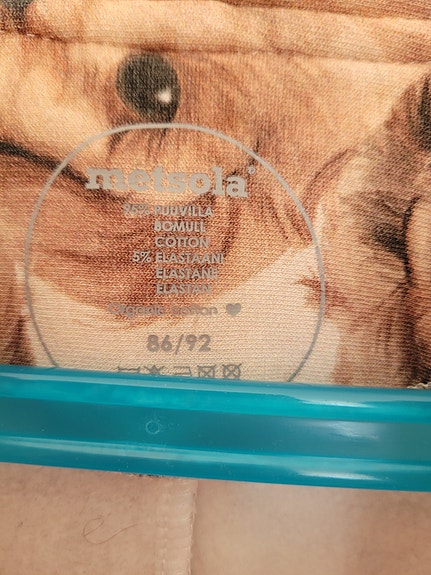 metsola®
95% PUUVILLA
BOMULL
COTTON
5% ELASTAANI
ELASTANE
ELASTAN
Organic cotton ♥
86/92